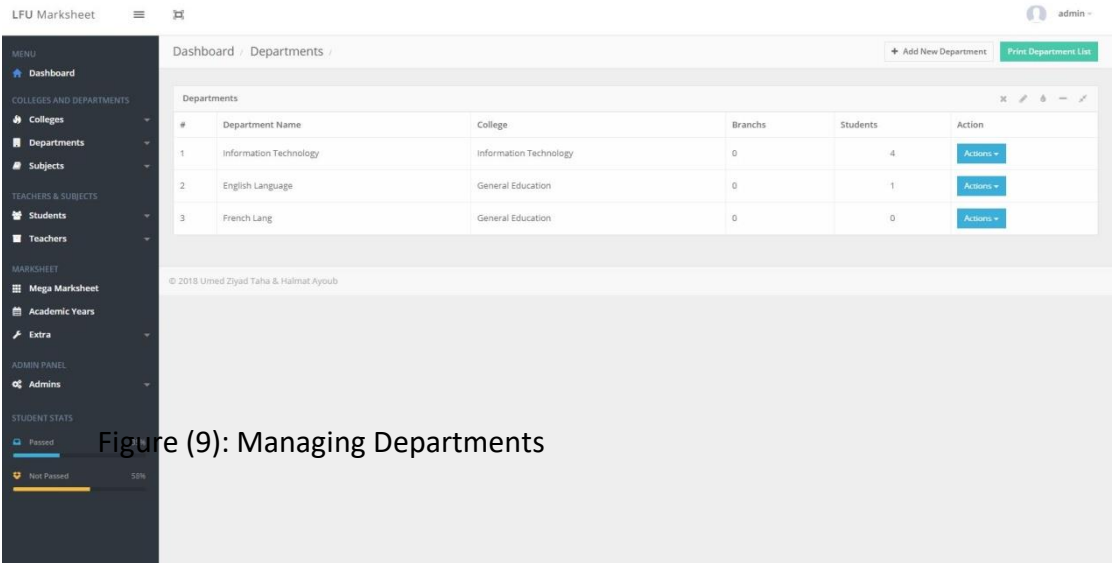 LFU Marksheet
admin
MENU
Dashboard
COLLEGES AND DEPARTMENTS
Colleges
Departments
Subjects
TEACHERS & SUBJECTS
Students
Teachers
MARKSHEET
Mega Marksheet
Academic Years
Extra
ADMIN PANEL
Admins
STUDENT STATS
Passed
Not Passed 58%
Dashboard / Departments /
+ Add New Department Print Department List
Departments
# Department Name College Branchs Students Action
1 Information Technology Information Technology 0 4 Actions
2 English Language General Education 0 1 Actions
3 French Lang General Education 0 0 Actions
© 2018 Umed Ziyad Taha & Halmat Ayoub
Figure (9): Managing Departments